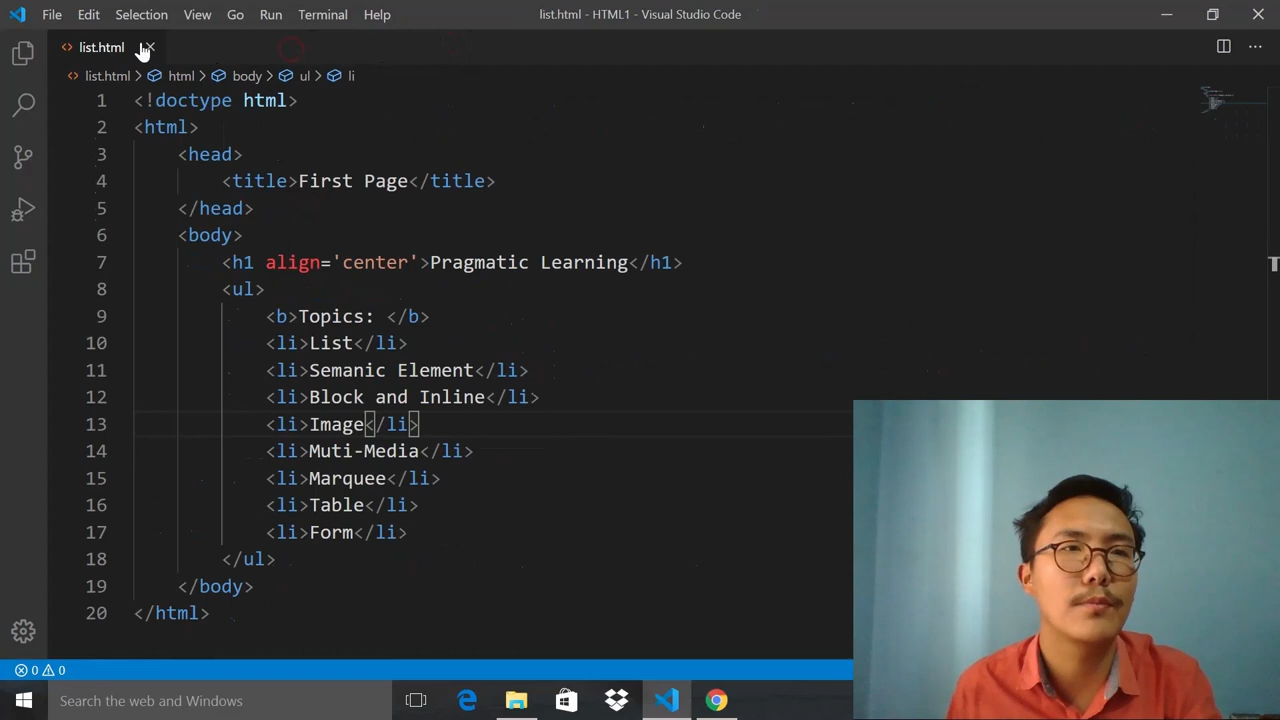 File Edit Selection View Go Run Terminal Help list.html - HTML1 - Visual Studio Code
list.html
list.html > html > body > ul > li
1 <!doctype html>
2 <html>
3 <head>
4 <title>First Page</title>
5 </head>
6 <body>
7 <h1 align='center'>Pragmatic Learning</h1>
8 <ul>
9 <b>Topics: </b>
10 <li>List</li>
11 <li>Semanic Element</li>
12 <li>Block and Inline</li>
13 <li>Image</li>
14 <li>Muti-Media</li>
15 <li>Marquee</li>
16 <li>Table</li>
17 <li>Form</li>
18 </ul>
19 </body>
20 </html>
0 0
Search the web and Windows